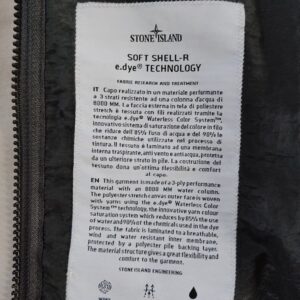 STONE ISLAND
SOFT SHELL-R
e.dye® TECHNOLOGY
FABRIC RESEARCH AND TREATMENT
IT Capo realizzato in un materiale performante
a 3 strati resistente ad una colonna d'acqua di
8000 MM. La faccia esterna in tela di poliestere
stretch è tessuta con fili realizzati tramite la
tecnologia e.dye® Waterless Color System™,
innovativo sistema di saturazione del colore in filo
che riduce dell'85% l'uso di acqua e del 90% le
sostanze chimiche utilizzate nel processo di
tintura. Il tessuto è laminato ad una membrana
interna traspirante, anti vento e antiacqua, protetta
da un ulteriore strato in pile. La costruzione del
tessuto dona un'ottima flessibilità e comfort
al capo.
EN This garment is made of a 3-ply performance
material with an 8000 MM water column.
The polyester stretch canvas outer face is woven
with yarns using the e.dye® Waterless Color
System™ technology, the innovative yarn colour
saturation system which reduces by 85% the use
of water and 90% of the chemicals used in the dye
process. The fabric is laminated to a breathable,
wind and water resistant inner membrane,
protected by a polyester pile backing layer.
The material structure gives a great flexibility and
comfort to the garment.
STONE ISLAND ENGINEERING